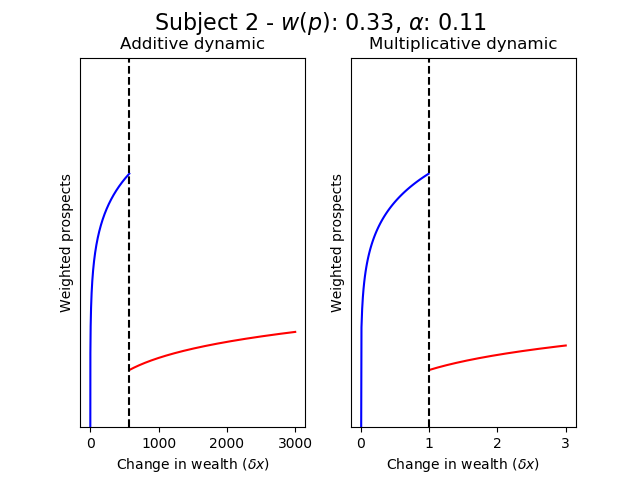 Subject 2 - w(p): 0.33, α: 0.11
Additive dynamic
Multiplicative dynamic
Weighted prospects
Weighted prospects
0 1000 2000 3000
0 1 2 3
Change in wealth (δx)
Change in wealth (δx)